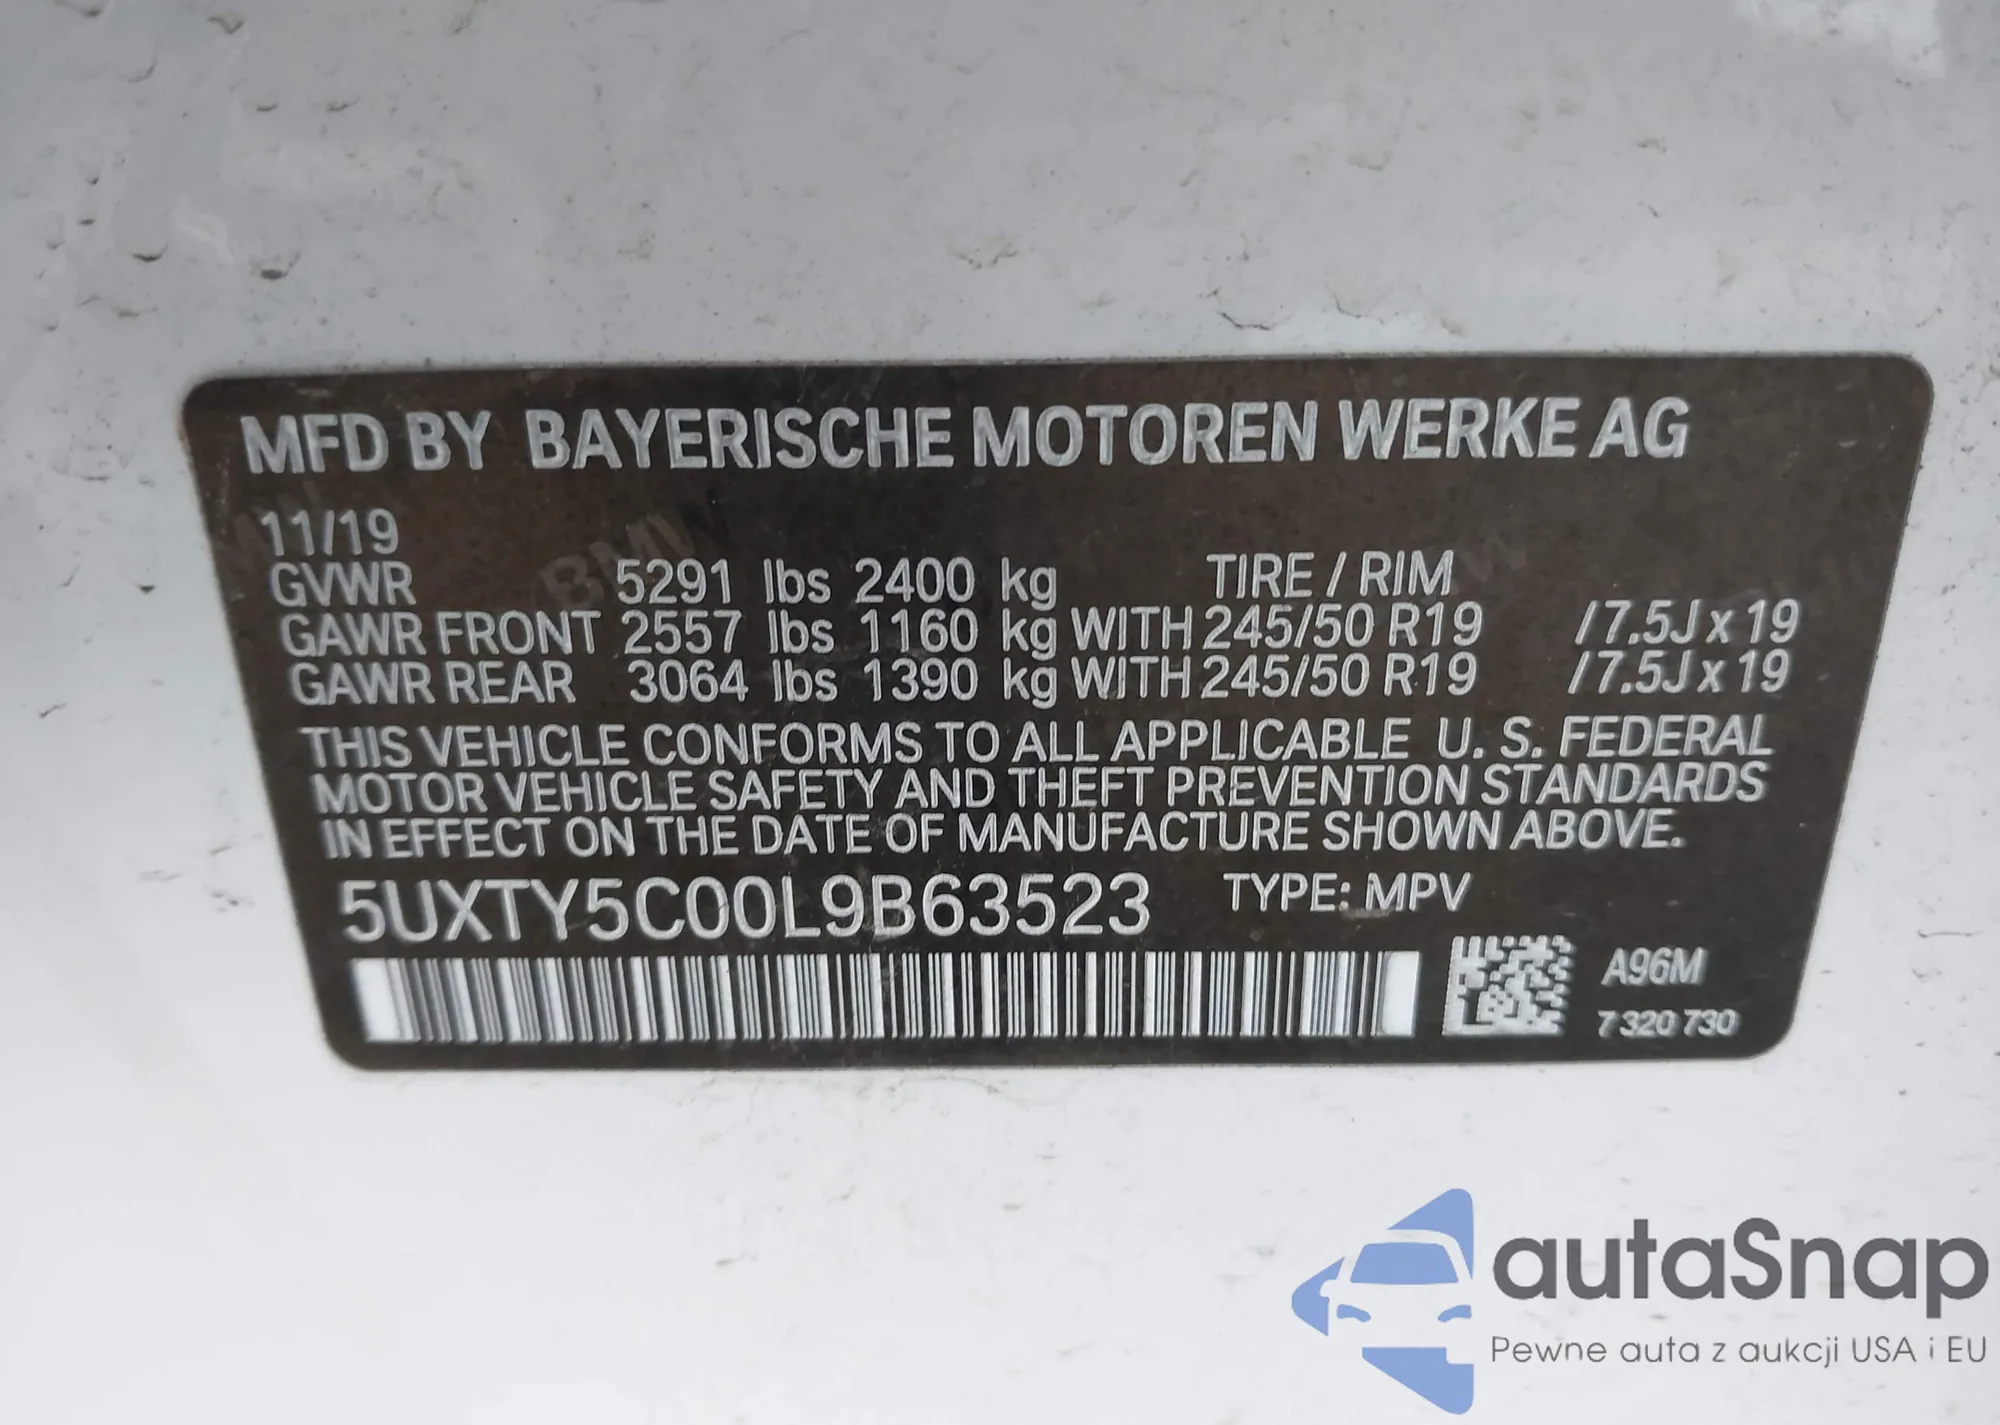 MFD BY BAYERISCHE MOTOREN WERKE AG
11/19
GVWR 5291 lbs 2400 kg TIRE / RIM
GAWR FRONT 2557 lbs 1160 kg WITH 245/50 R19 /7.5J x 19
GAWR REAR 3064 lbs 1390 kg WITH 245/50 R19 /7.5J x 19
THIS VEHICLE CONFORMS TO ALL APPLICABLE U. S. FEDERAL
MOTOR VEHICLE SAFETY AND THEFT PREVENTION STANDARDS
IN EFFECT ON THE DATE OF MANUFACTURE SHOWN ABOVE.
5UXTY5C00L9B63523 TYPE: MPV
A96M
7 320 730
autaSnap
Pewne auta z aukcji USA i EU